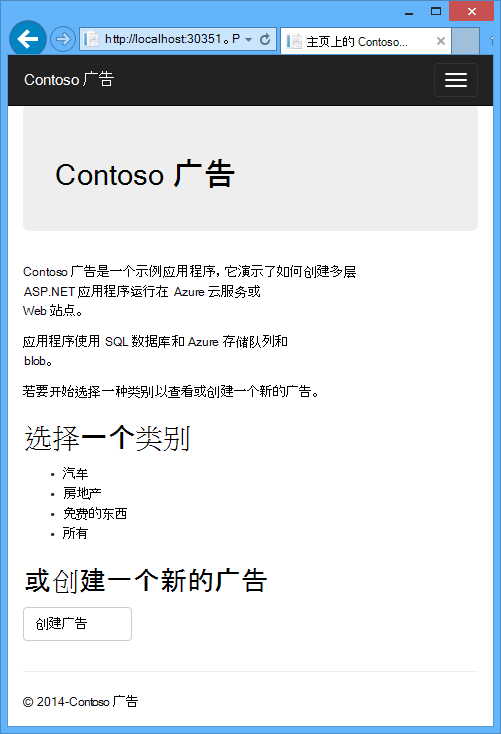 http://localhost:30351。P
主页上的 Contoso...
Contoso 广告
Contoso 广告
Contoso 广告是一个示例应用程序，它演示了如何创建多层
ASP.NET 应用程序运行在 Azure 云服务或
Web 站点。
应用程序使用 SQL 数据库和 Azure 存储队列和
blob。
若要开始选择一种类别以查看或创建一个新的广告。
选择一个类别
• 汽车
• 房地产
• 免费的东西
• 所有
或创建一个新的广告
创建广告
© 2014-Contoso 广告